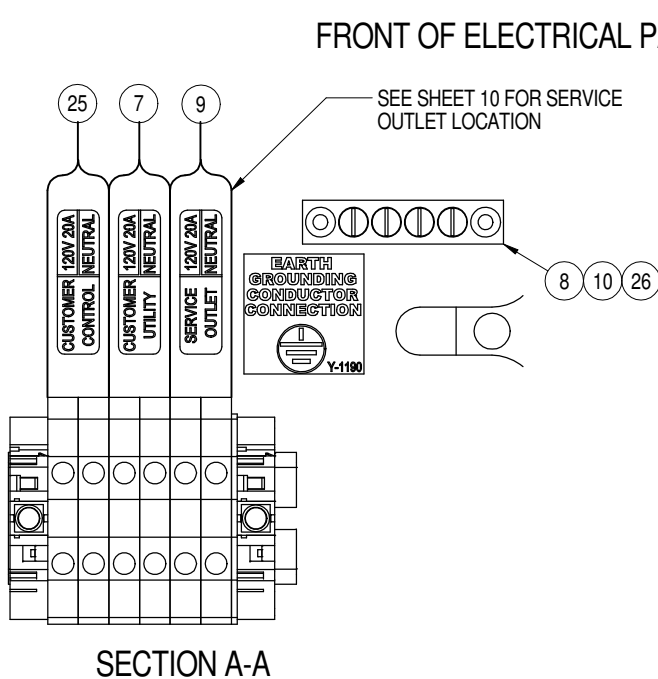 FRONT OF ELECTRICAL PA
25
7
9
SEE SHEET 10 FOR SERVICE
OUTLET LOCATION
CUSTOMER 120V 20A
CONTROL NEUTRAL
CUSTOMER 120V 20A
UTILITY NEUTRAL
SERVICE 120V 20A
OUTLET NEUTRAL
EARTH
GROUNDING
CONDUCTOR
CONNECTION
Y-1190
8
10
26
SECTION A-A